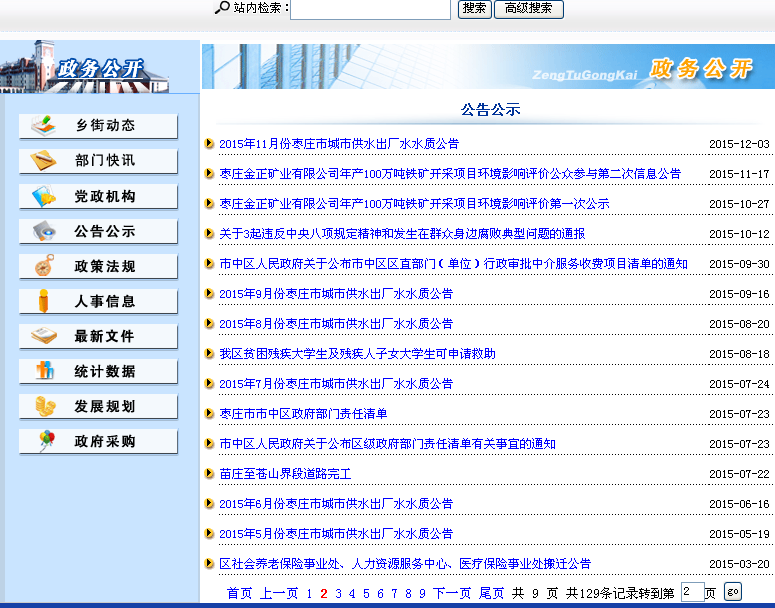 站内检索：
搜索
高级搜索
政务公开
ZengTuGongKai 政务公开
乡街动态
部门快讯
党政机构
公告公示
政策法规
人事信息
最新文件
统计数据
发展规划
政府采购
公告公示
2015年11月份枣庄市城市供水出厂水水质公告 2015-12-03
枣庄金正矿业有限公司年产100万吨铁矿开采项目环境影响评价公众参与第二次信息公告 2015-11-17
枣庄金正矿业有限公司年产100万吨铁矿开采项目环境影响评价第一次公示 2015-10-27
关于3起违反中央八项规定精神和发生在群众身边腐败典型问题的通报 2015-10-12
市中区人民政府关于公布市中区区直部门（单位）行政审批中介服务收费项目清单的通知 2015-09-30
2015年9月份枣庄市城市供水出厂水水质公告 2015-09-16
2015年8月份枣庄市城市供水出厂水水质公告 2015-08-20
我区贫困残疾大学生及残疾人子女大学生可申请救助 2015-08-18
2015年7月份枣庄市城市供水出厂水水质公告 2015-07-24
枣庄市市中区政府部门责任清单 2015-07-23
市中区人民政府关于公布区级政府部门责任清单有关事宜的通知 2015-07-23
苗庄至苍山界段道路完工 2015-07-22
2015年6月份枣庄市城市供水出厂水水质公告 2015-06-16
2015年5月份枣庄市城市供水出厂水水质公告 2015-05-19
区社会养老保险事业处、人力资源服务中心、医疗保险事业处搬迁公告 2015-03-20
首页 上一页 1 2 3 4 5 6 7 8 9 下一页 尾页 共 9 页 共129条记录转到第 2 页 go